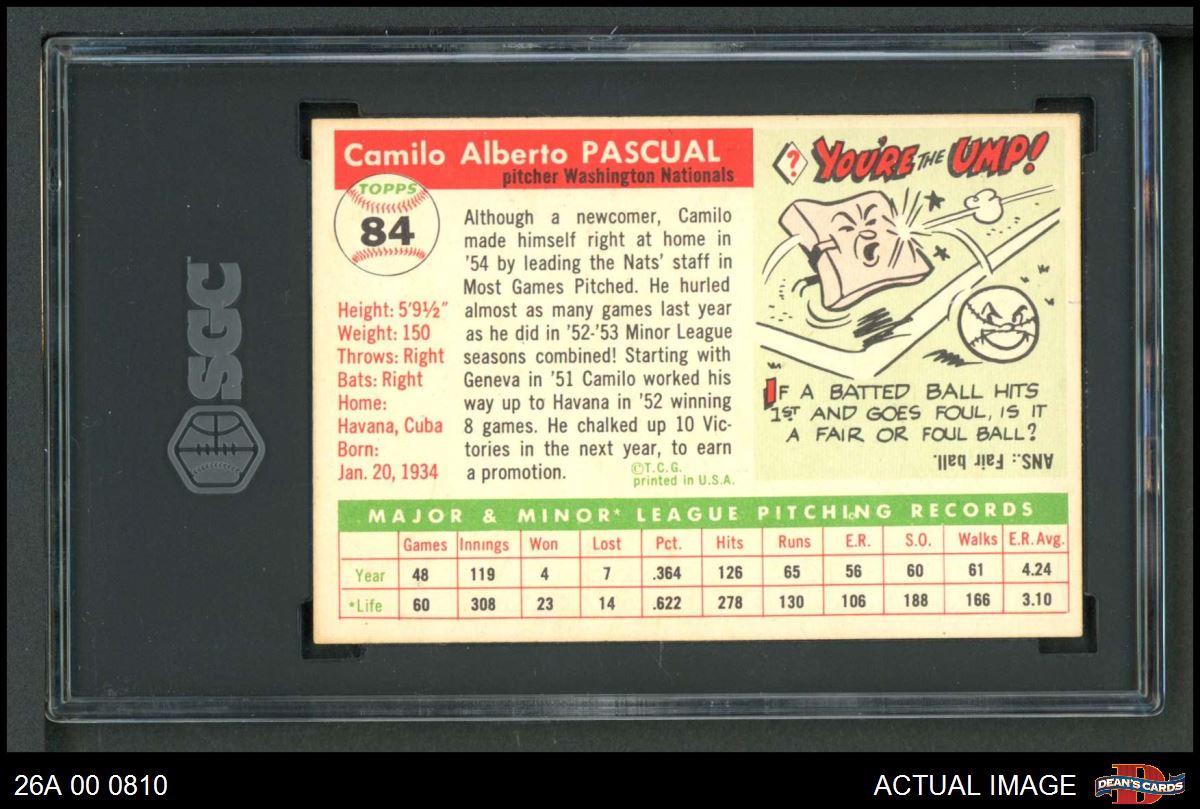 SGC
Camilo Alberto PASCUAL
pitcher Washington Nationals
TOPPS
84
Height: 5'9½"
Weight: 150
Throws: Right
Bats: Right
Home:
Havana, Cuba
Born:
Jan. 20, 1934
Although a newcomer, Camilo
made himself right at home in
'54 by leading the Nats' staff in
Most Games Pitched. He hurled
almost as many games last year
as he did in '52-'53 Minor League
seasons combined! Starting with
Geneva in '51 Camilo worked his
way up to Havana in '52 winning
8 games. He chalked up 10 Vic-
tories in the next year, to earn
a promotion.
©T.C.G.
printed in U.S.A.
? YOU'RE THE UMP!
IF A BATTED BALL HITS
1ST AND GOES FOUL, IS IT
A FAIR OR FOUL BALL?
ANS.: Fair ball.
MAJOR & MINOR* LEAGUE PITCHING RECORDS
Games Innings Won Lost Pct. Hits Runs E.R. S.O. Walks E.R. Avg.
Year 48 119 4 7 .364 126 65 56 60 61 4.24
*Life 60 308 23 14 .622 278 130 106 188 166 3.10
26A 00 0810
ACTUAL IMAGE
D
DEAN'S CARDS